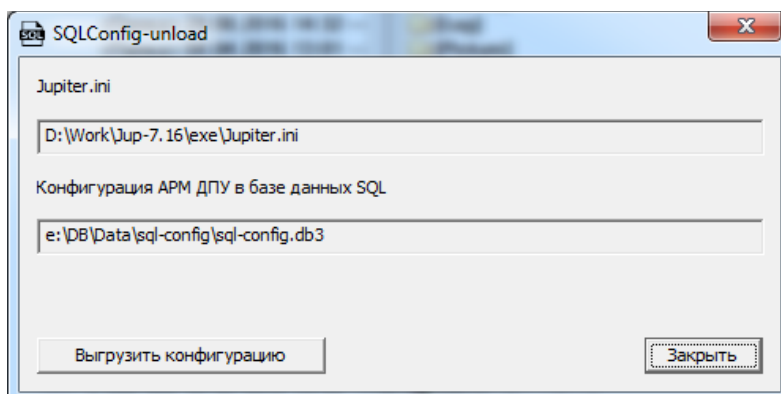 SQL
SQLConfig-unload
Jupiter.ini
D:\Work\Jup-7.16\exe\Jupiter.ini
Конфигурация АРМ ДПУ в базе данных SQL
e:\DB\Data\sql-config\sql-config.db3
Выгрузить конфигурацию
Закрыть